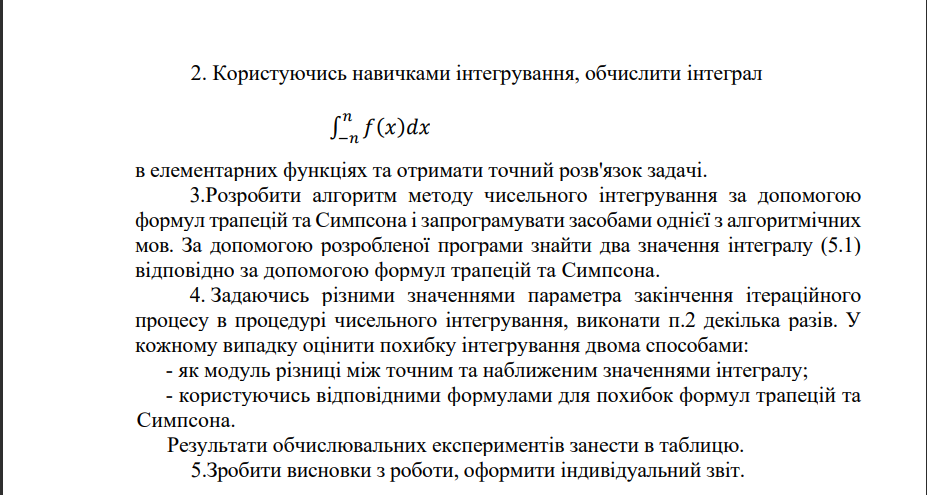 2. Користуючись навичками інтегрування, обчислити інтеграл
∫₋ₙⁿ f(x)dx
в елементарних функціях та отримати точний розв'язок задачі.
3.Розробити алгоритм методу чисельного інтегрування за допомогою
формул трапецій та Симпсона і запрограмувати засобами однієї з алгоритмічних
мов. За допомогою розробленої програми знайти два значення інтегралу (5.1)
відповідно за допомогою формул трапецій та Симпсона.
4. Задаючись різними значеннями параметра закінчення ітераційного
процесу в процедурі чисельного інтегрування, виконати п.2 декілька разів. У
кожному випадку оцінити похибку інтегрування двома способами:
- як модуль різниці між точним та наближеним значеннями інтегралу;
- користуючись відповідними формулами для похибок формул трапецій та
Симпсона.
Результати обчислювальних експериментів занести в таблицю.
5.Зробити висновки з роботи, оформити індивідуальний звіт.